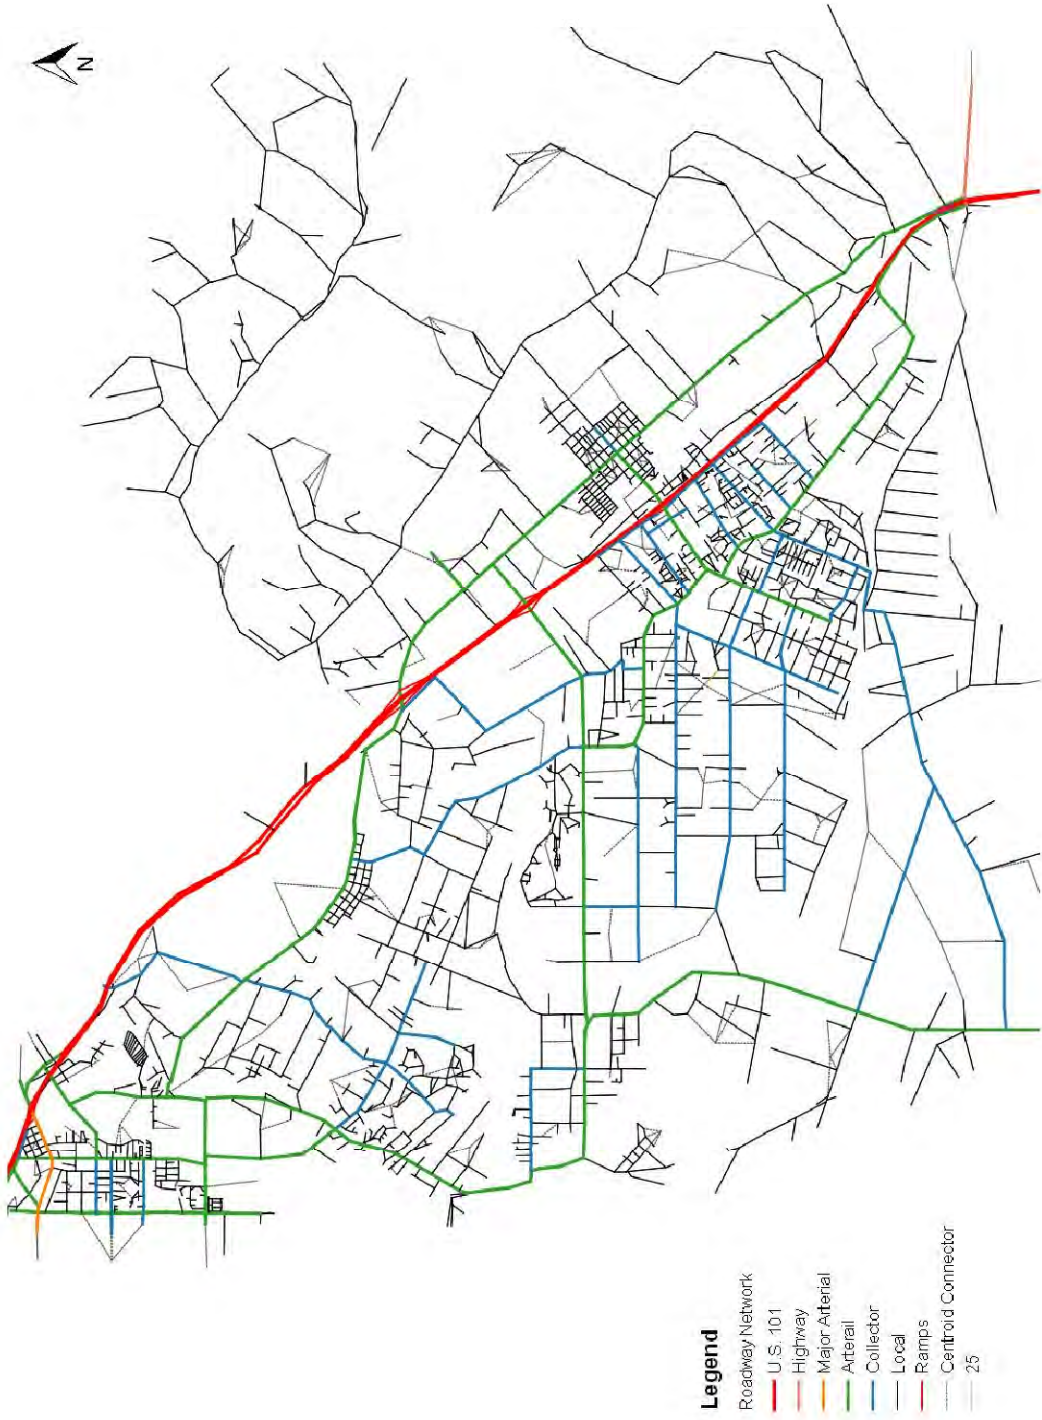 N
Legend
Roadway Network
U.S. 101
Highway
Major Arterial
Arterail
Collector
Local
Ramps
Centroid Connector
25